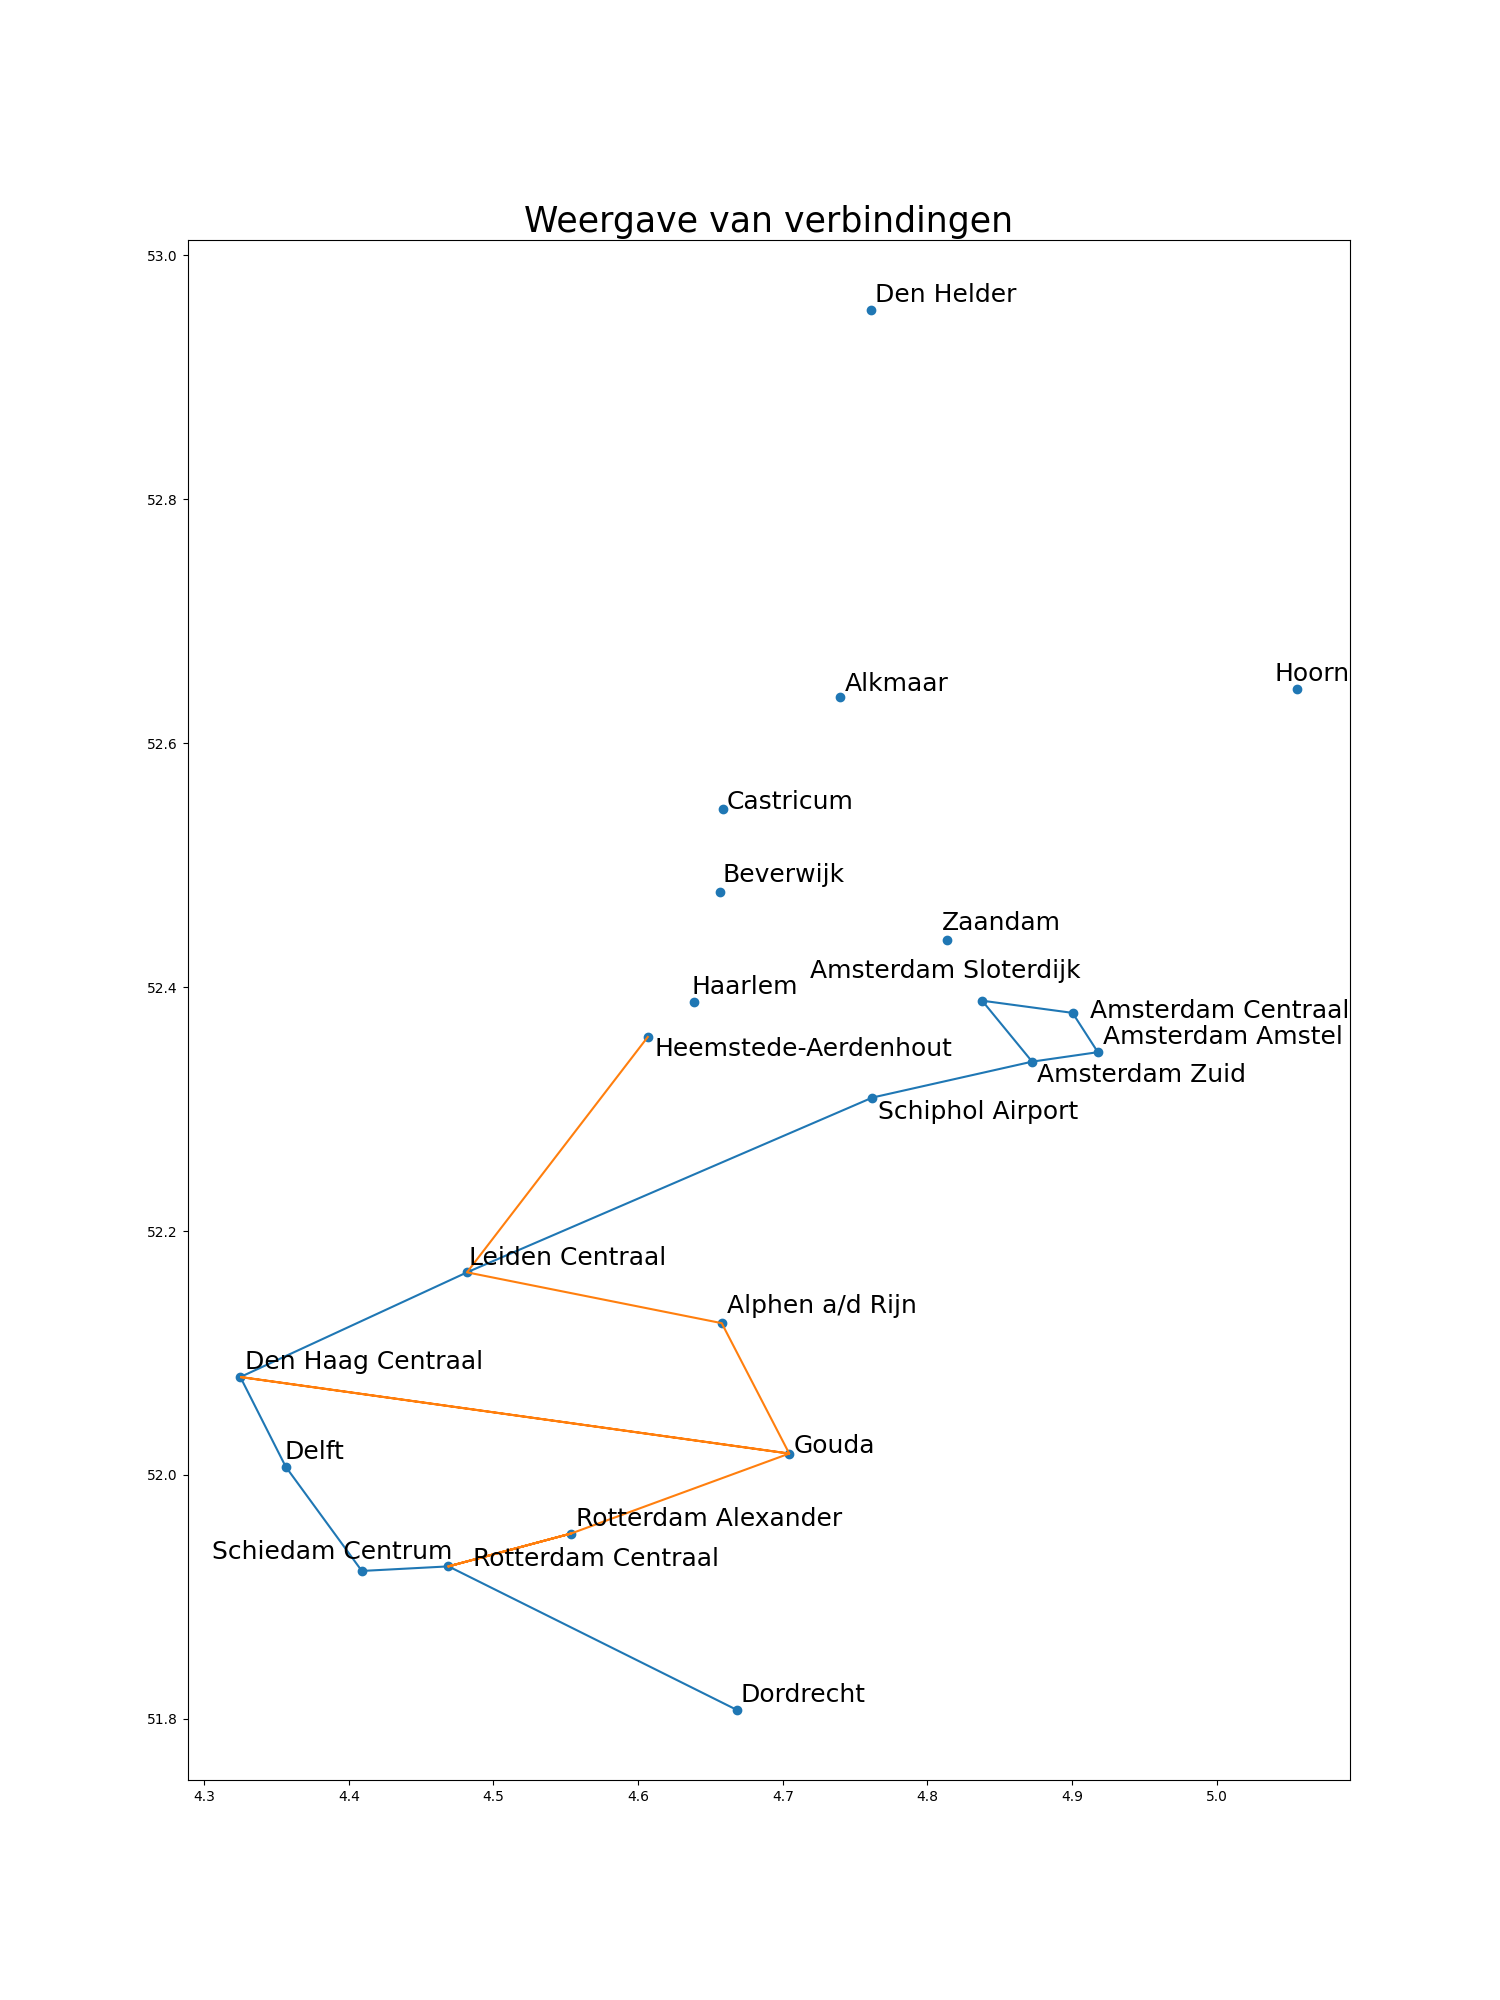 Weergave van verbindingen
53.0
Den Helder
52.8
Alkmaar
Hoorn
52.6
Castricum
Beverwijk
Zaandam
Amsterdam Sloterdijk
52.4
Haarlem
Amsterdam Centraal
Amsterdam Amstel
Heemstede-Aerdenhout
Amsterdam Zuid
Schiphol Airport
52.2
Leiden Centraal
Alphen a/d Rijn
Den Haag Centraal
Gouda
Delft
52.0
Rotterdam Alexander
Schiedam Centrum
Rotterdam Centraal
Dordrecht
51.8
4.3 4.4 4.5 4.6 4.7 4.8 4.9 5.0